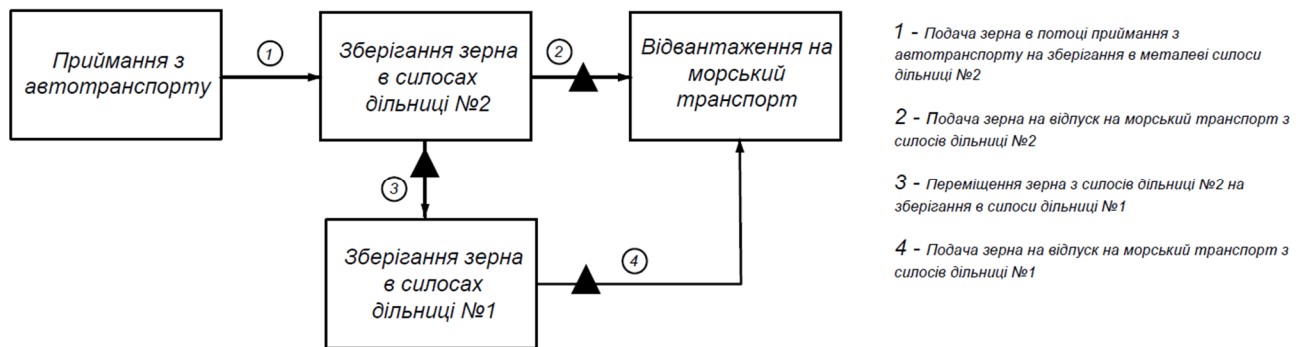 Приймання з
автотранспорту
1
Зберігання зерна
в силосах
дільниці №2
2
Відвантаження на
морський
транспорт
3
Зберігання зерна
в силосах
дільниці №1
4
1 - Подача зерна в потоці приймання з
автотранспорту на зберігання в металеві силоси
дільниці №2
2 - Подача зерна на відпуск на морський транспорт з
силосів дільниці №2
3 - Переміщення зерна з силосів дільниці №2 на
зберігання в силоси дільниці №1
4 - Подача зерна на відпуск на морський транспорт з
силосів дільниці №1